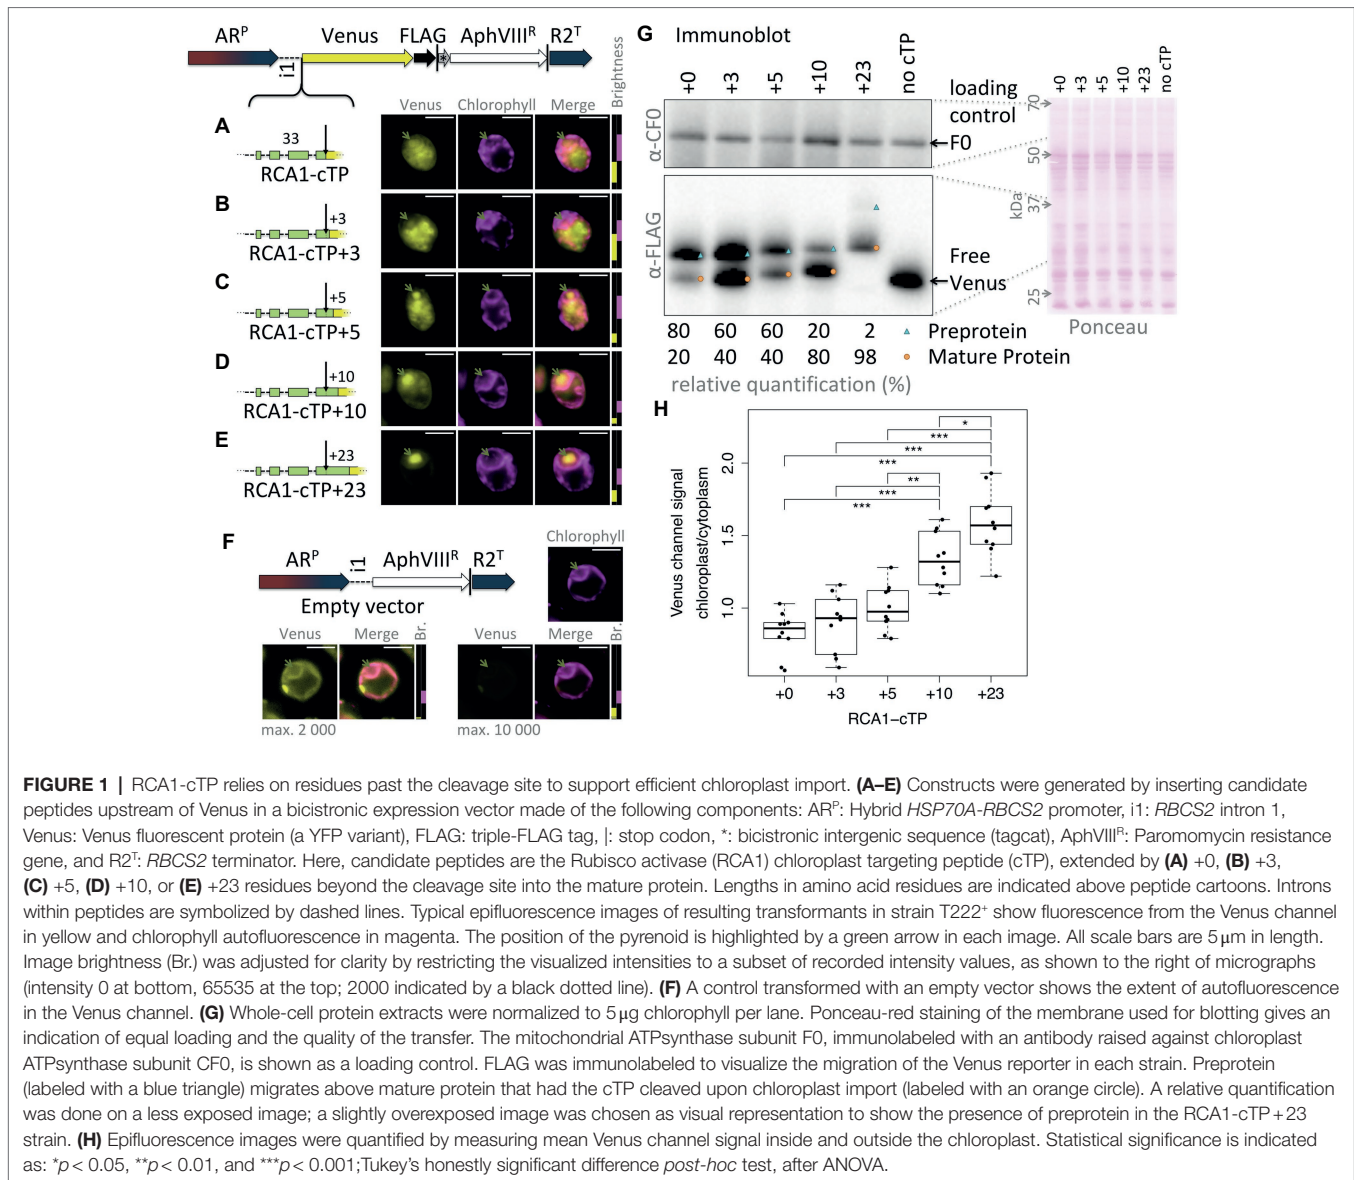 ARᴾ
i1
Venus
FLAG
*
AphVIIIᴿ
R2ᵀ
Venus
Chlorophyll
Merge
Brightness
A
33
RCA1-cTP
B
+3
RCA1-cTP+3
C
+5
RCA1-cTP+5
D
+10
RCA1-cTP+10
E
+23
RCA1-cTP+23
F
ARᴾ
i1
AphVIIIᴿ
R2ᵀ
Empty vector
Chlorophyll
Venus
Merge
Br.
Venus
Merge
Br.
max. 2 000
max. 10 000
G
Immunoblot
+0 +3 +5 +10 +23 no cTP
α-CF0
loading
control
F0
α-FLAG
Free
Venus
80 60 60 20 2 Preprotein
20 40 40 80 98 Mature Protein
relative quantification (%)
+0 +3 +5 +10 +23 no cTP
70
50
37
25
kDa
Ponceau
H
*
***
***
***
**
***
***
Venus channel signal
chloroplast/cytoplasm
2.0
1.5
1.0
+0 +3 +5 +10 +23
RCA1–cTP
FIGURE 1 | RCA1-cTP relies on residues past the cleavage site to support efficient chloroplast import. (A–E) Constructs were generated by inserting candidate
peptides upstream of Venus in a bicistronic expression vector made of the following components: ARᴾ: Hybrid HSP70A-RBCS2 promoter, i1: RBCS2 intron 1,
Venus: Venus fluorescent protein (a YFP variant), FLAG: triple-FLAG tag, |: stop codon, *: bicistronic intergenic sequence (tagcat), AphVIIIᴿ: Paromomycin resistance
gene, and R2ᵀ: RBCS2 terminator. Here, candidate peptides are the Rubisco activase (RCA1) chloroplast targeting peptide (cTP), extended by (A) +0, (B) +3,
(C) +5, (D) +10, or (E) +23 residues beyond the cleavage site into the mature protein. Lengths in amino acid residues are indicated above peptide cartoons. Introns
within peptides are symbolized by dashed lines. Typical epifluorescence images of resulting transformants in strain T222⁺ show fluorescence from the Venus channel
in yellow and chlorophyll autofluorescence in magenta. The position of the pyrenoid is highlighted by a green arrow in each image. All scale bars are 5 μm in length.
Image brightness (Br.) was adjusted for clarity by restricting the visualized intensities to a subset of recorded intensity values, as shown to the right of micrographs
(intensity 0 at bottom, 65535 at the top; 2000 indicated by a black dotted line). (F) A control transformed with an empty vector shows the extent of autofluorescence
in the Venus channel. (G) Whole-cell protein extracts were normalized to 5 μg chlorophyll per lane. Ponceau-red staining of the membrane used for blotting gives an
indication of equal loading and the quality of the transfer. The mitochondrial ATPsynthase subunit F0, immunolabeled with an antibody raised against chloroplast
ATPsynthase subunit CF0, is shown as a loading control. FLAG was immunolabeled to visualize the migration of the Venus reporter in each strain. Preprotein
(labeled with a blue triangle) migrates above mature protein that had the cTP cleaved upon chloroplast import (labeled with an orange circle). A relative quantification
was done on a less exposed image; a slightly overexposed image was chosen as visual representation to show the presence of preprotein in the RCA1-cTP+23
strain. (H) Epifluorescence images were quantified by measuring mean Venus channel signal inside and outside the chloroplast. Statistical significance is indicated
as: *p < 0.05, **p < 0.01, and ***p < 0.001;Tukey's honestly significant difference post-hoc test, after ANOVA.